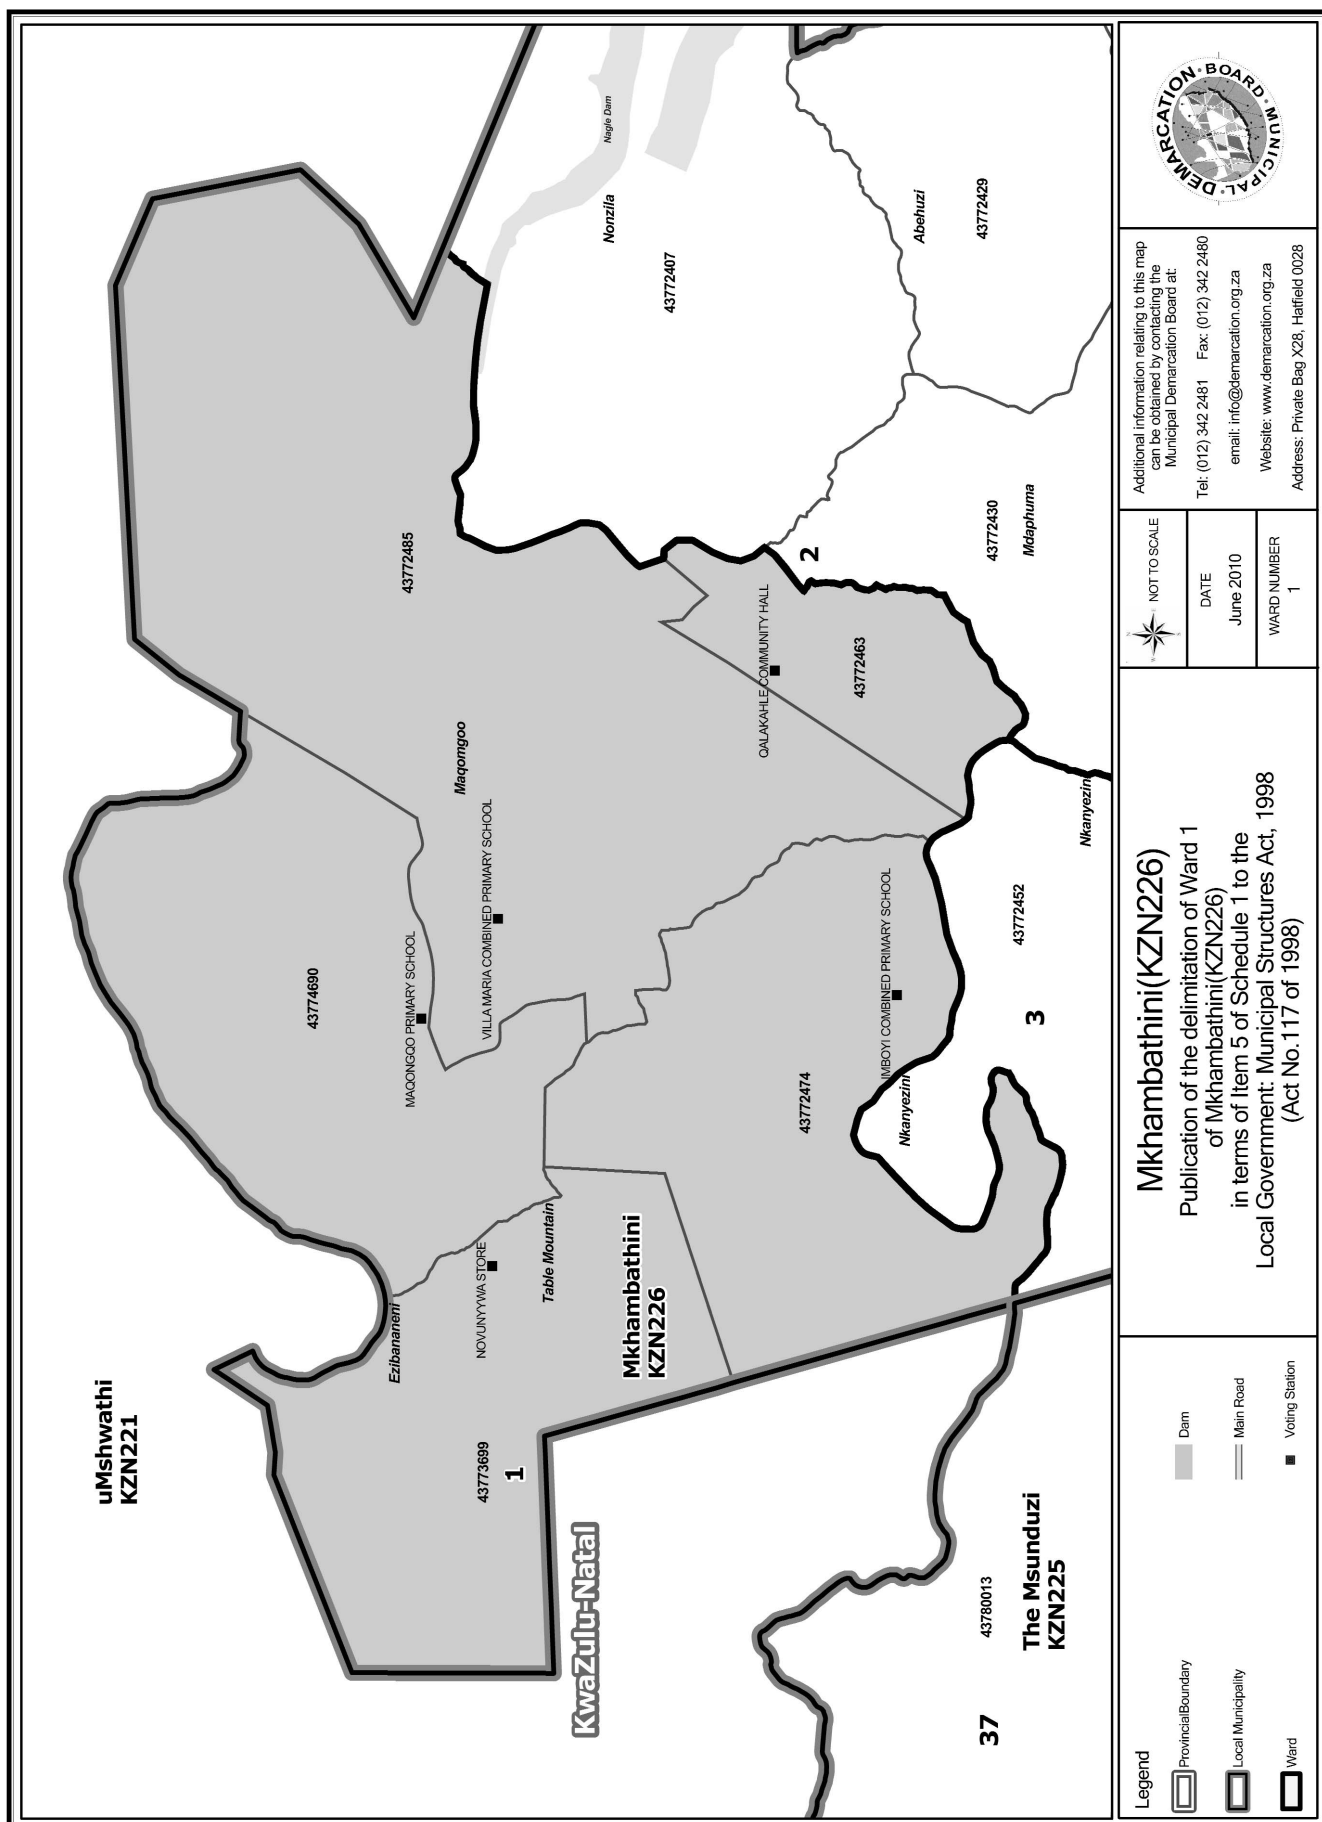 uMshwathi
KZN221
Nagle Dam
Nonzila
43772407
Abehuzi
43772429
43772485
2
43772430
Mdaphuma
QALAKAHLE COMMUNITY HALL
43772463
Maqomgoo
VILLA MARIA COMBINED PRIMARY SCHOOL
43774690
MAQONGQO PRIMARY SCHOOL
IMBOYI COMBINED PRIMARY SCHOOL
Nkanyezin
43772452
3
43772474
Nkanyezini
Ezibananeni
NOVUNYYWA STORE
Table Mountain
Mkhambathini
KZN226
43773699
1
KwaZulu-Natal
43780013
The Msunduzi
KZN225
37
Legend
ProvincialBoundary
Local Municipality
Ward
Dam
Main Road
Voting Station
Mkhambathini(KZN226)
Publication of the delimitation of Ward 1
of Mkhambathini(KZN226)
in terms of Item 5 of Schedule 1 to the
Local Government: Municipal Structures Act, 1998
(Act No.117 of 1998)
N
W E
S
NOT TO SCALE
DATE
June 2010
WARD NUMBER
1
Additional information relating to this map
can be obtained by contacting the
Municipal Demarcation Board at:
Tel: (012) 342 2481 Fax: (012) 342 2480
email: info@demarcation.org.za
Website: www.demarcation.org.za
Address: Private Bag X28, Hatfield 0028
MUNICIPAL · DEMARCATION · BOARD